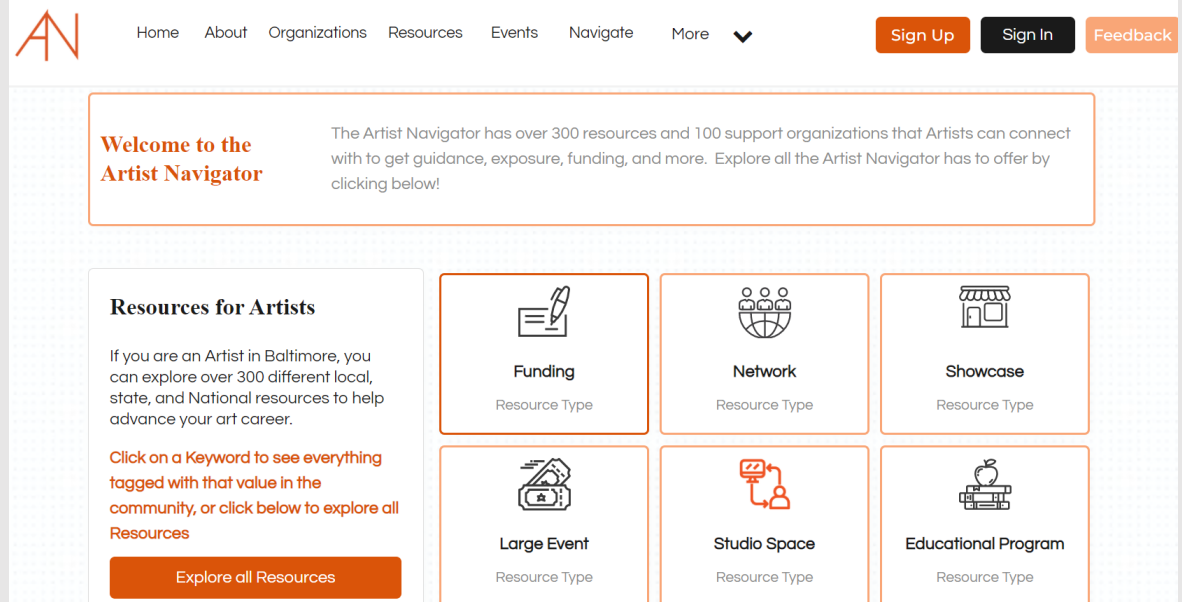 AN
Home About Organizations Resources Events Navigate More
Sign Up Sign In Feedback
Welcome to the
Artist Navigator
The Artist Navigator has over 300 resources and 100 support organizations that Artists can connect
with to get guidance, exposure, funding, and more. Explore all the Artist Navigator has to offer by
clicking below!
Resources for Artists
If you are an Artist in Baltimore, you
can explore over 300 different local,
state, and National resources to help
advance your art career.
Click on a Keyword to see everything
tagged with that value in the
community, or click below to explore all
Resources
Explore all Resources
Funding
Resource Type
Network
Resource Type
Showcase
Resource Type
Large Event
Resource Type
Studio Space
Resource Type
Educational Program
Resource Type